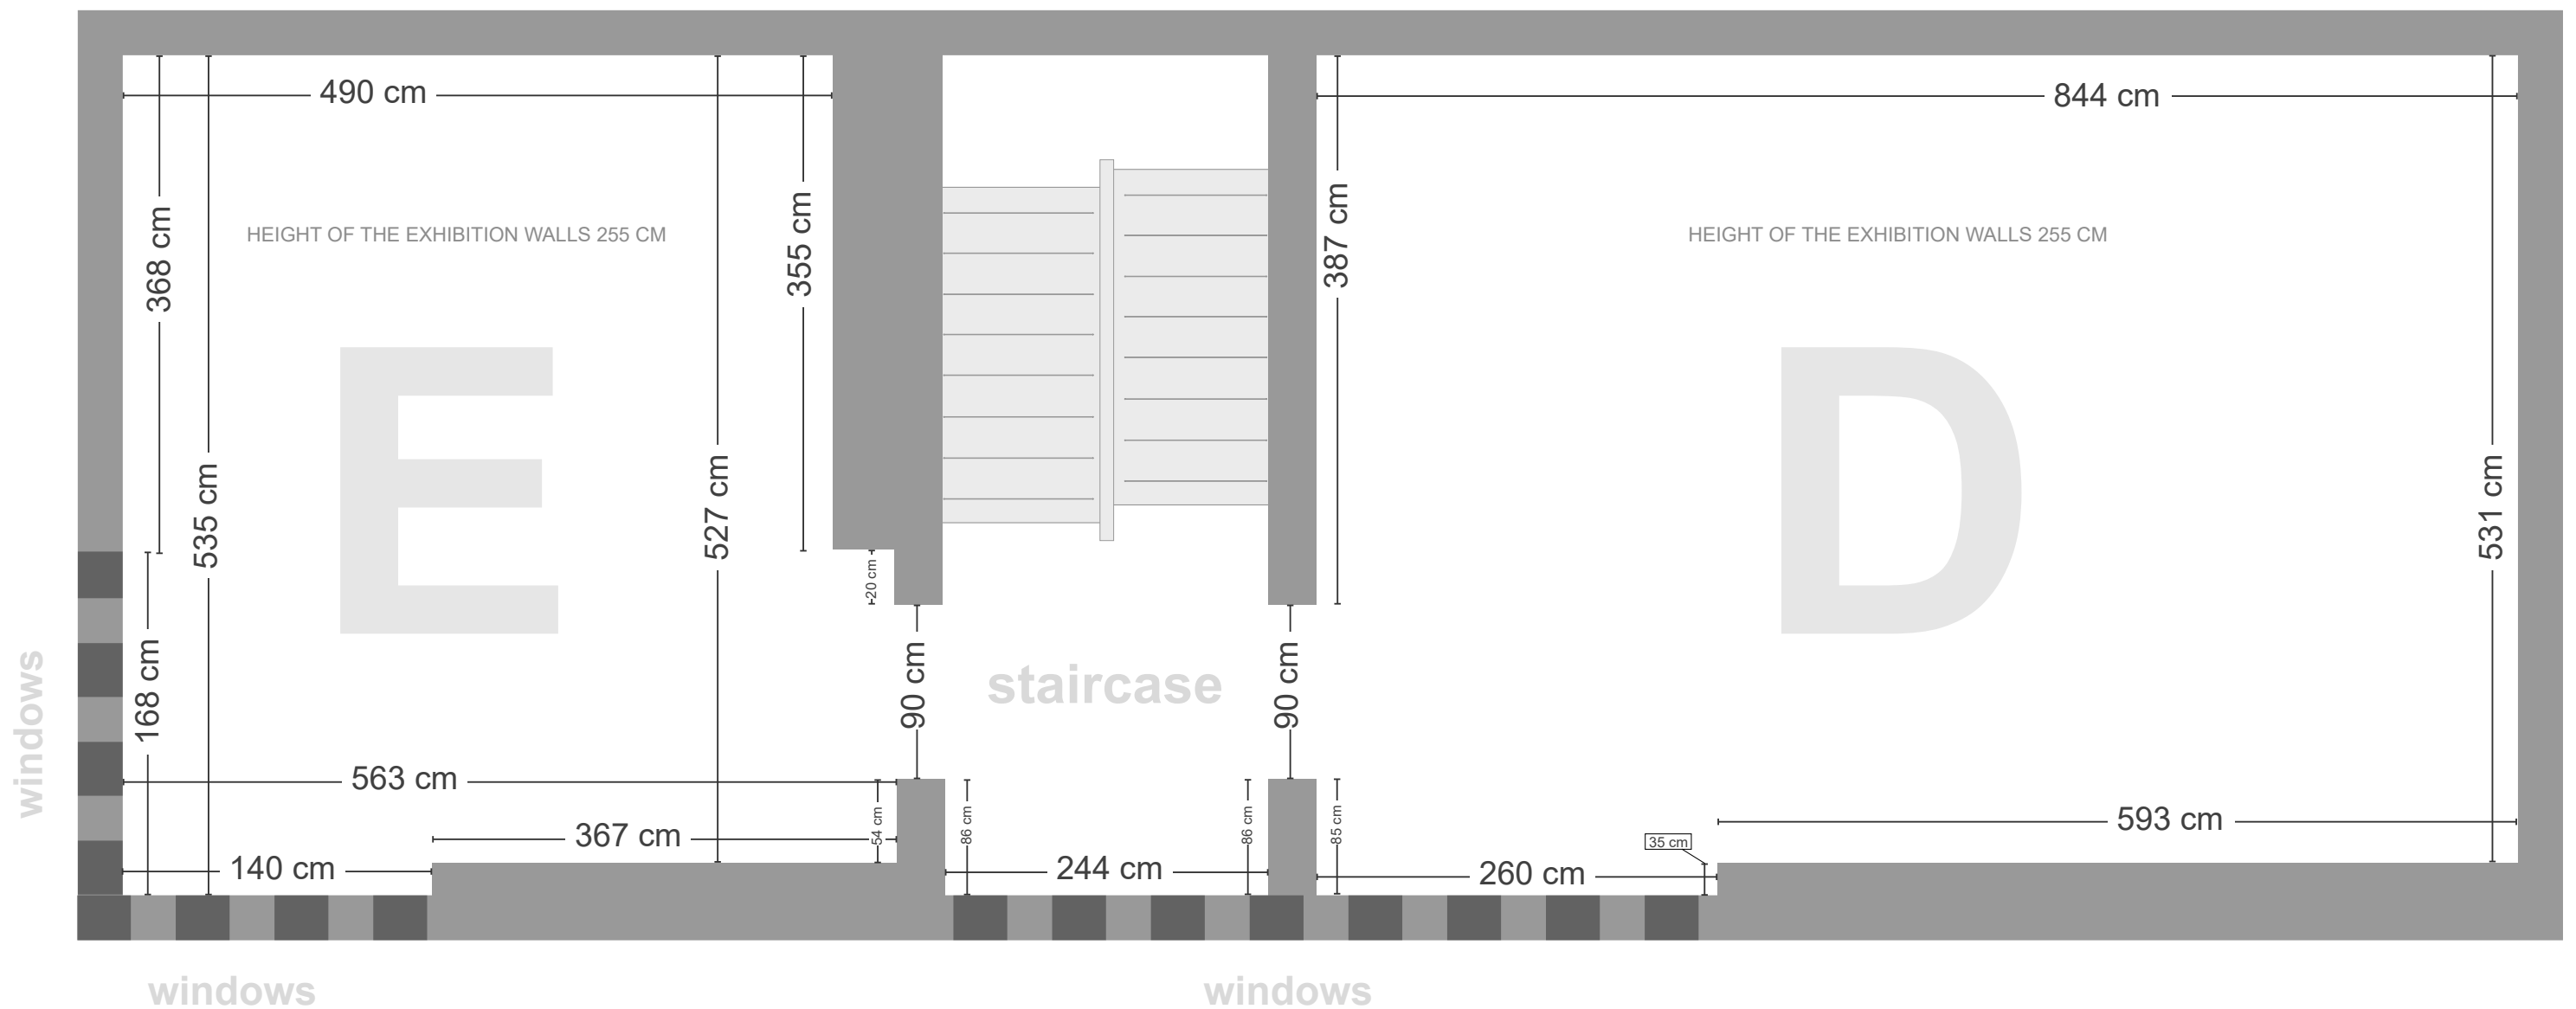 490 cm
844 cm
368 cm
355 cm
387 cm
HEIGHT OF THE EXHIBITION WALLS 255 CM
HEIGHT OF THE EXHIBITION WALLS 255 CM
E
D
535 cm
527 cm
531 cm
20 cm
168 cm
90 cm
staircase
90 cm
windows
563 cm
367 cm
54 cm
86 cm
86 cm
85 cm
35 cm
593 cm
140 cm
244 cm
260 cm
windows
windows